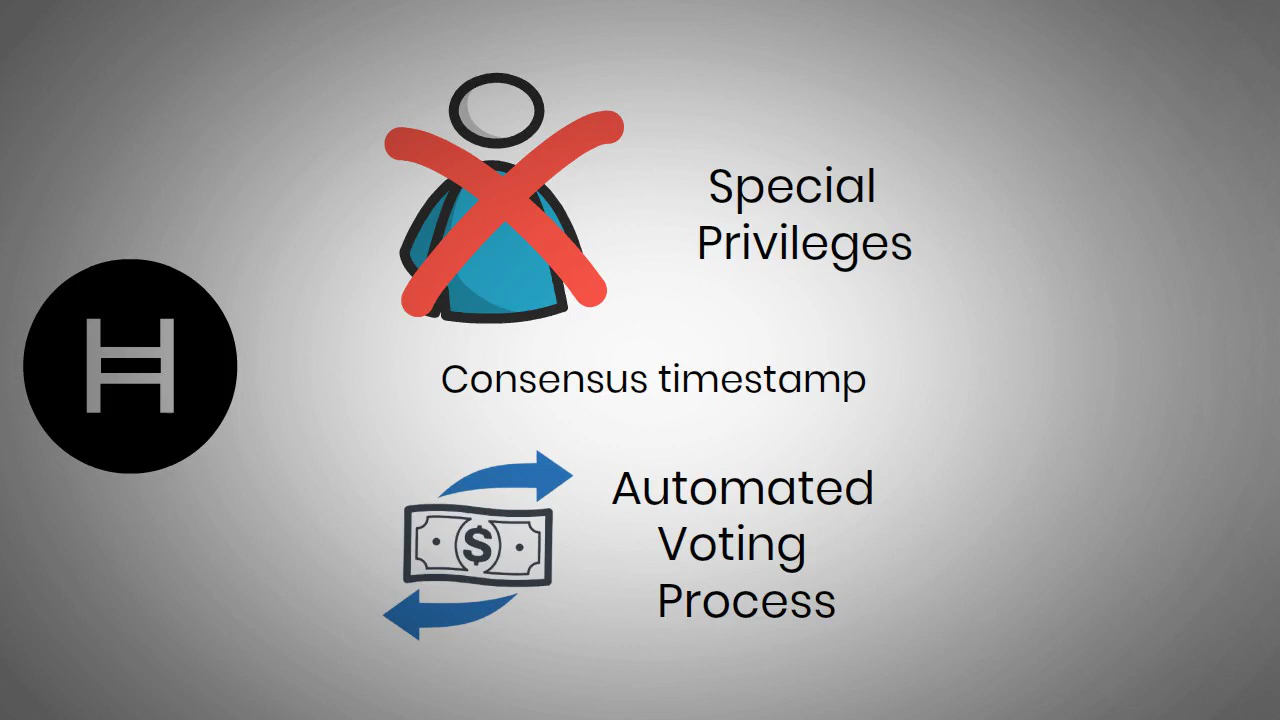 Special
Privileges
Consensus timestamp
$
Automated
Voting
Process